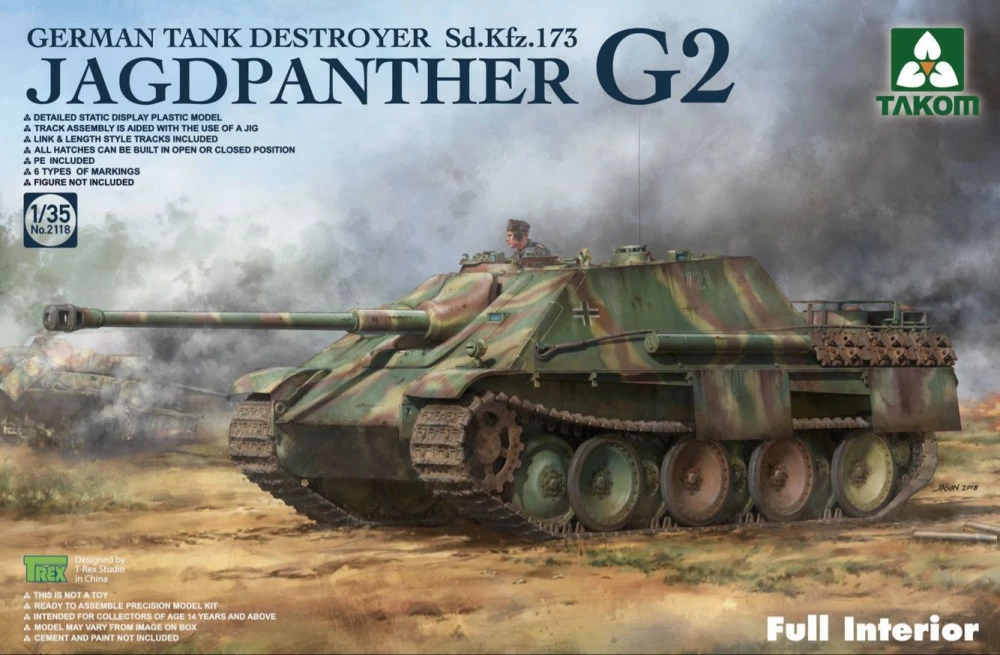 GERMAN TANK DESTROYER Sd.Kfz.173
JAGDPANTHER G2
DETAILED STATIC DISPLAY PLASTIC MODEL
TRACK ASSEMBLY IS AIDED WITH THE USE OF A JIG
LINK & LENGTH STYLE TRACKS INCLUDED
ALL HATCHES CAN BE BUILT IN OPEN OR CLOSED POSITION
PE INCLUDED
6 TYPES OF MARKINGS
FIGURE NOT INCLUDED
1/35
No.2118
TAKOM
121
JASON 2018
TREX
Designed by
T-Rex Studio
in China
THIS IS NOT A TOY
READY TO ASSEMBLE PRECISION MODEL KIT
INTENDED FOR COLLECTORS OF AGE 14 YEARS AND ABOVE
MODEL MAY VARY FROM IMAGE ON BOX
CEMENT AND PAINT NOT INCLUDED
Full Interior